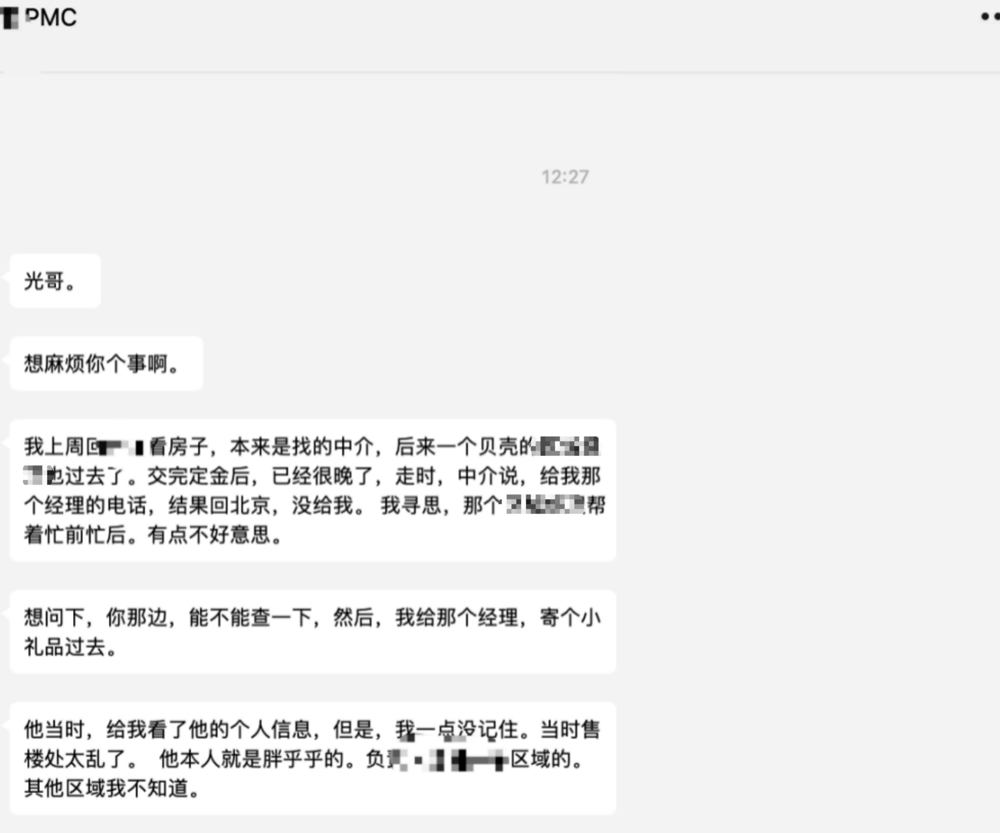 PMC
12:27
光哥。
想麻烦你个事啊。
我上周回 看房子，本来是找的中介，后来一个贝壳的
也过去了。交完定金后，已经很晚了，走时，中介说，给我那
个经理的电话，结果回北京，没给我。 我寻思，那个 帮
着忙前忙后。有点不好意思。
想问下，你那边，能不能查一下，然后，我给那个经理，寄个小
礼品过去。
他当时，给我看了他的个人信息，但是，我一点没记住。当时售
楼处太乱了。 他本人就是胖乎乎的。负责 区域的。
其他区域我不知道。